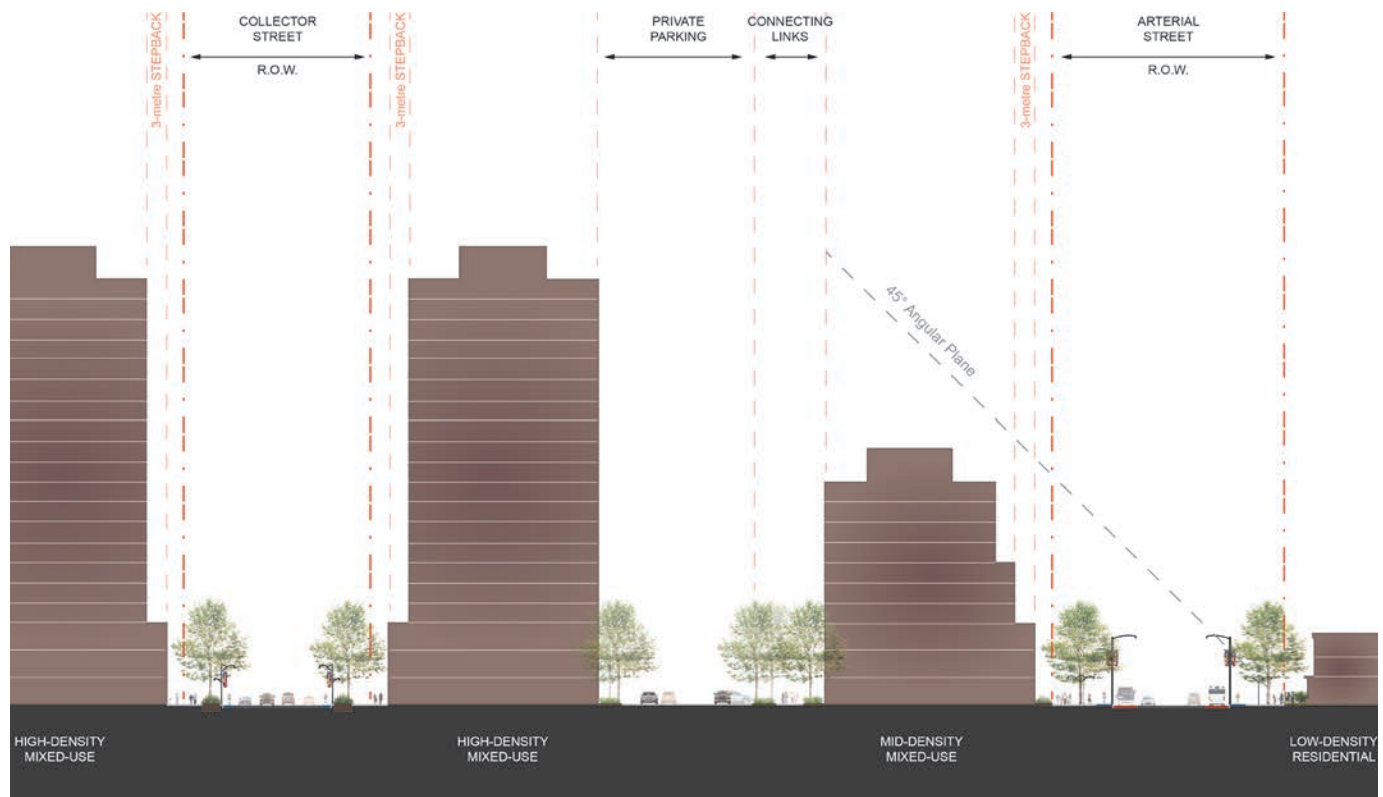 COLLECTOR
STREET
R.O.W.
PRIVATE
PARKING
CONNECTING
LINKS
ARTERIAL
STREET
R.O.W.
3-metre STEPBACK
3-metre STEPBACK
3-metre STEPBACK
45° Angular Plane
HIGH-DENSITY
MIXED-USE
HIGH-DENSITY
MIXED-USE
MID-DENSITY
MIXED-USE
LOW-DENSITY
RESIDENTIAL